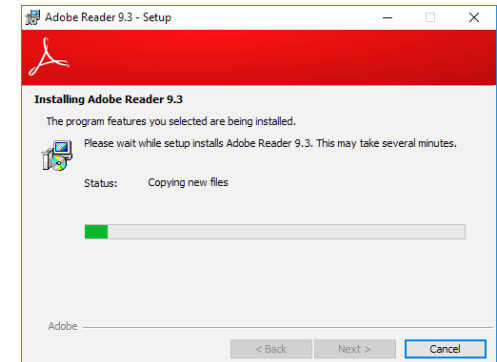 Adobe Reader 9.3 - Setup
Installing Adobe Reader 9.3
The program features you selected are being installed.
Please wait while setup installs Adobe Reader 9.3. This may take several minutes.
Status: Copying new files
Adobe
< Back Next > Cancel